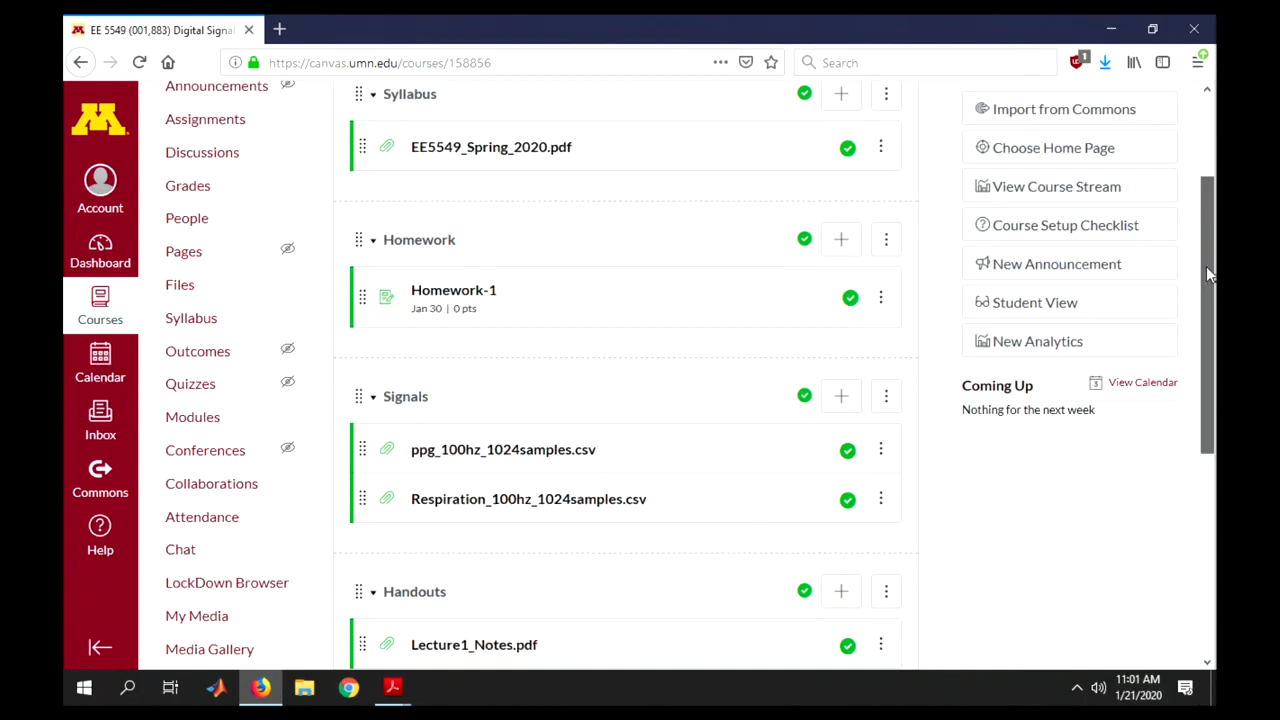 EE 5549 (001,883) Digital Signa
https://canvas.umn.edu/courses/158856
Search
1
Account
Dashboard
Courses
Calendar
Inbox
Commons
Help
Announcements
Assignments
Discussions
Grades
People
Pages
Files
Syllabus
Outcomes
Quizzes
Modules
Conferences
Collaborations
Attendance
Chat
LockDown Browser
My Media
Media Gallery
Syllabus
EE5549_Spring_2020.pdf
Homework
Homework-1
Jan 30 | 0 pts
Signals
ppg_100hz_1024samples.csv
Respiration_100hz_1024samples.csv
Handouts
Lecture1_Notes.pdf
Import from Commons
Choose Home Page
View Course Stream
Course Setup Checklist
New Announcement
Student View
New Analytics
Coming Up
View Calendar
Nothing for the next week
11:01 AM
1/21/2020